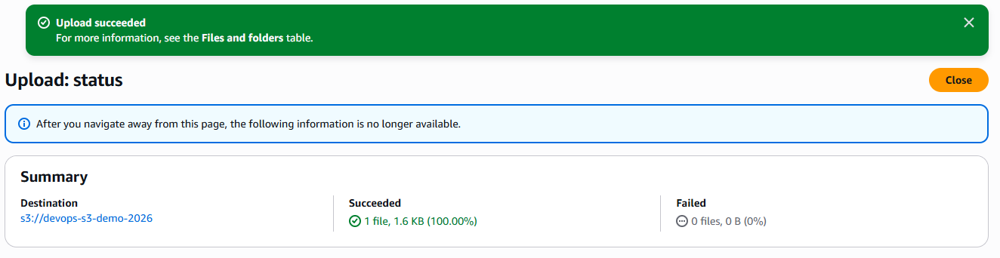 Upload succeeded
For more information, see the Files and folders table.
Upload: status
Close
After you navigate away from this page, the following information is no longer available.
Summary
Destination
s3://devops-s3-demo-2026
Succeeded
1 file, 1.6 KB (100.00%)
Failed
0 files, 0 B (0%)